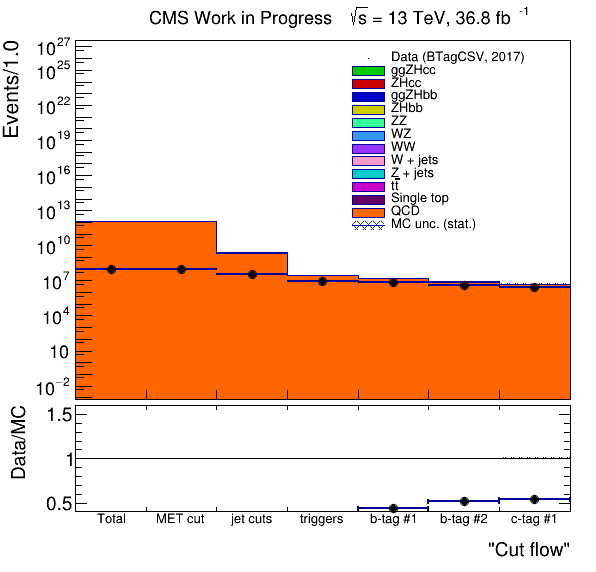 CMS Work in Progress √s = 13 TeV, 36.8 fb⁻¹
Events/1.0
10²⁷
10²⁵
10²²
10¹⁹
10¹⁶
10¹³
10¹⁰
10⁷
10⁴
10
10⁻²
Data (BTagCSV, 2017)
ggZHcc
ZHcc
ggZHbb
ZHbb
ZZ
WZ
WW
W + jets
Z + jets
tt̅
Single top
QCD
MC unc. (stat.)
Data/MC
1.5
1
0.5
Total MET cut jet cuts triggers b-tag #1 b-tag #2 c-tag #1
"Cut flow"